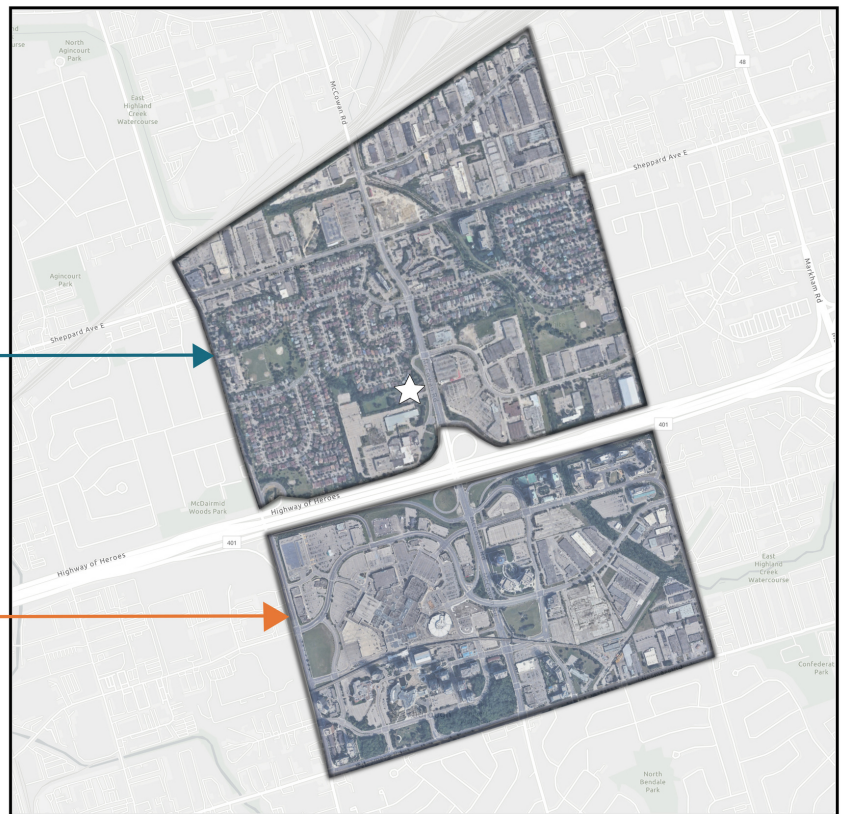 nd
urse
North
Agincourt
Park
48
East
Highland
Creek
Watercourse
McCowan Rd
Sheppard Ave E
Agincourt
Park
Markham Rd
Sheppard Ave E
401
McDairmid
Woods Park
Highway of Heroes
401
Highway of Heroes
East
Highland
Creek
Watercourse
Confederat
Park
North
Bendale
Park